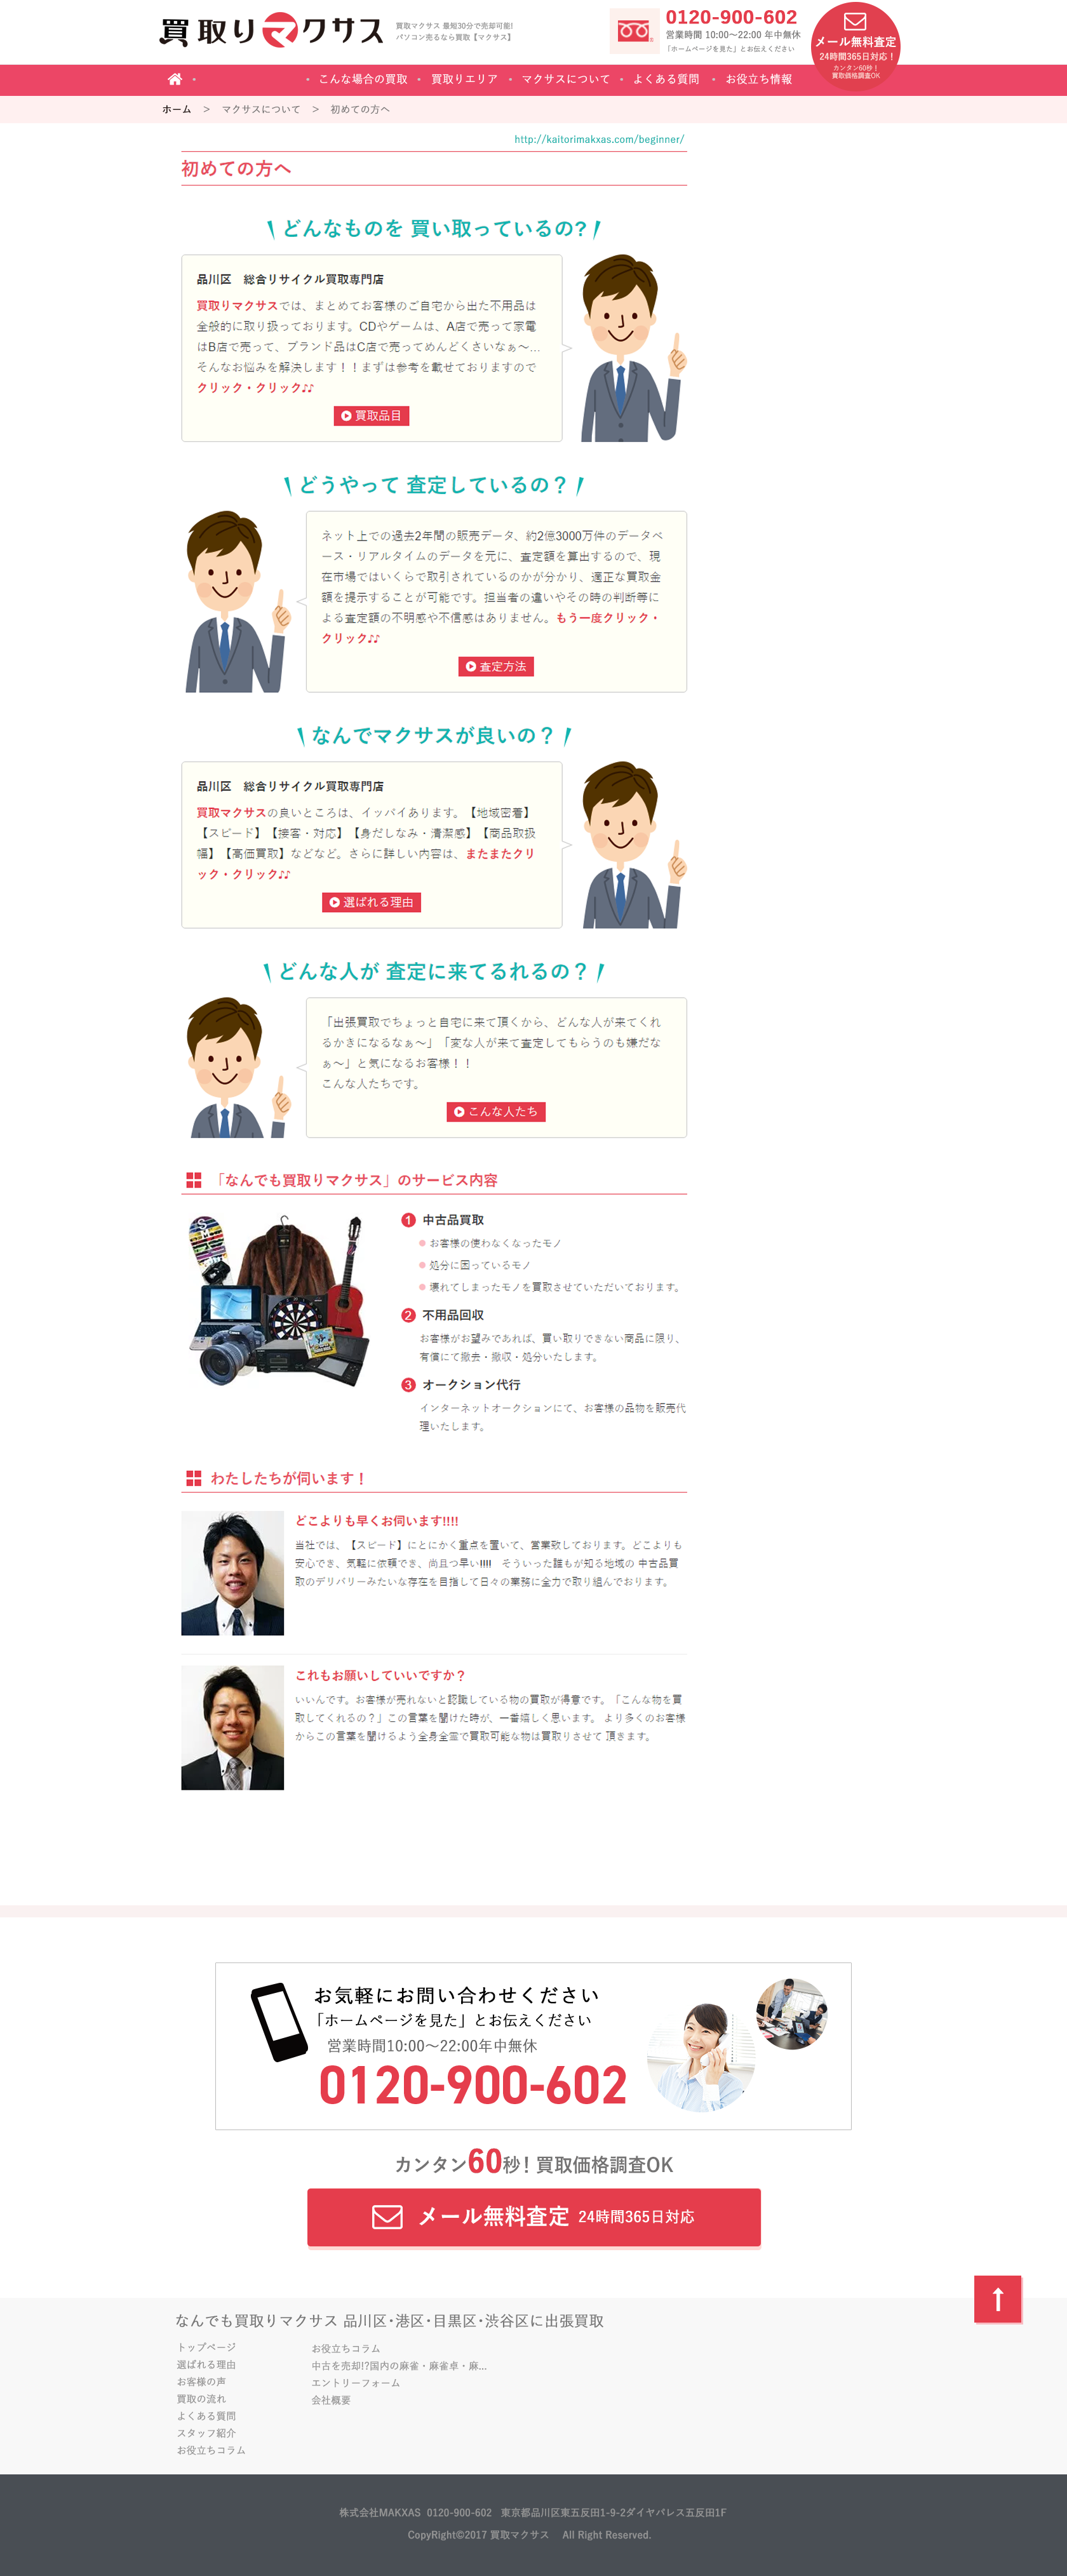 買取りマクサス
買取マクサス 最短30分で売却可能!
パソコン売るなら買取【マクサス】
0120-900-602
営業時間 10:00〜22:00 年中無休
「ホームページを見た」とお伝えください
メール無料査定
24時間365日対応！
カンタン60秒！
買取価格調査OK
こんな場合の買取
買取りエリア
マクサスについて
よくある質問
お役立ち情報
ホーム > マクサスについて > 初めての方へ
http://kaitorimakxas.com/beginner/
初めての方へ
どんなものを 買い取っているの?
品川区 総合リサイクル買取専門店
買取りマクサスでは、まとめてお客様のご自宅から出た不用品は
全般的に取り扱っております。CDやゲームは、A店で売って家電
はB店で売って、ブランド品はC店で売ってめんどくさいなぁ〜…
そんなお悩みを解決します！！まずは参考を載せておりますので
クリック・クリック♪♪
買取品目
どうやって 査定しているの？
ネット上での過去2年間の販売データ、約2億3000万件のデータベ
ース・リアルタイムのデータを元に、査定額を算出するので、現
在市場ではいくらで取引されているのかが分かり、適正な買取金
額を提示することが可能です。担当者の違いやその時の判断等に
よる査定額の不明感や不信感はありません。もう一度クリック・
クリック♪♪
査定方法
なんでマクサスが良いの？
品川区 総合リサイクル買取専門店
買取マクサスの良いところは、イッパイあります。【地域密着】
【スピード】【接客・対応】【身だしなみ・清潔感】【商品取扱
幅】【高価買取】などなど。さらに詳しい内容は、またまたクリ
ック・クリック♪♪
選ばれる理由
どんな人が 査定に来てるれるの？
「出張買取でちょっと自宅に来て頂くから、どんな人が来てくれ
るかきになるなぁ〜」「変な人が来て査定してもらうのも嫌だな
ぁ〜」と気になるお客様！！
こんな人たちです。
こんな人たち
「なんでも買取りマクサス」のサービス内容
1 中古品買取
お客様の使わなくなったモノ
処分に困っているモノ
壊れてしまったモノを買取させていただいております。
2 不用品回収
お客様がお望みであれば、買い取りできない商品に限り、
有償にて撤去・撤収・処分いたします。
3 オークション代行
インターネットオークションにて、お客様の品物を販売代
理いたします。
わたしたちが伺います！
どこよりも早くお伺います!!!!
当社では、【スピード】にとにかく重点を置いて、営業致しております。どこよりも
安心でき、気軽に依頼でき、尚且つ早い!!!! そういった誰もが知る地域の 中古品買
取のデリバリーみたいな存在を目指して日々の業務に全力で取り組んでおります。
これもお願いしていいですか？
いいんです。お客様が売れないと認識している物の買取が得意です。「こんな物を買
取してくれるの？」この言葉を聞けた時が、一番嬉しく思います。 より多くのお客様
からこの言葉を聞けるよう全身全霊で買取可能な物は買取りさせて 頂きます。
お気軽にお問い合わせください
「ホームページを見た」とお伝えください
営業時間10:00〜22:00年中無休
0120-900-602
カンタン60秒！買取価格調査OK
メール無料査定 24時間365日対応
なんでも買取りマクサス 品川区・港区・目黒区・渋谷区に出張買取
トップページ
選ばれる理由
お客様の声
買取の流れ
よくある質問
スタッフ紹介
お役立ちコラム
お役立ちコラム
中古を売却!?国内の麻雀・麻雀卓・麻...
エントリーフォーム
会社概要
株式会社MAKXAS 0120-900-602 東京都品川区東五反田1-9-2ダイヤパレス五反田1F
CopyRight©2017 買取マクサス All Right Reserved.